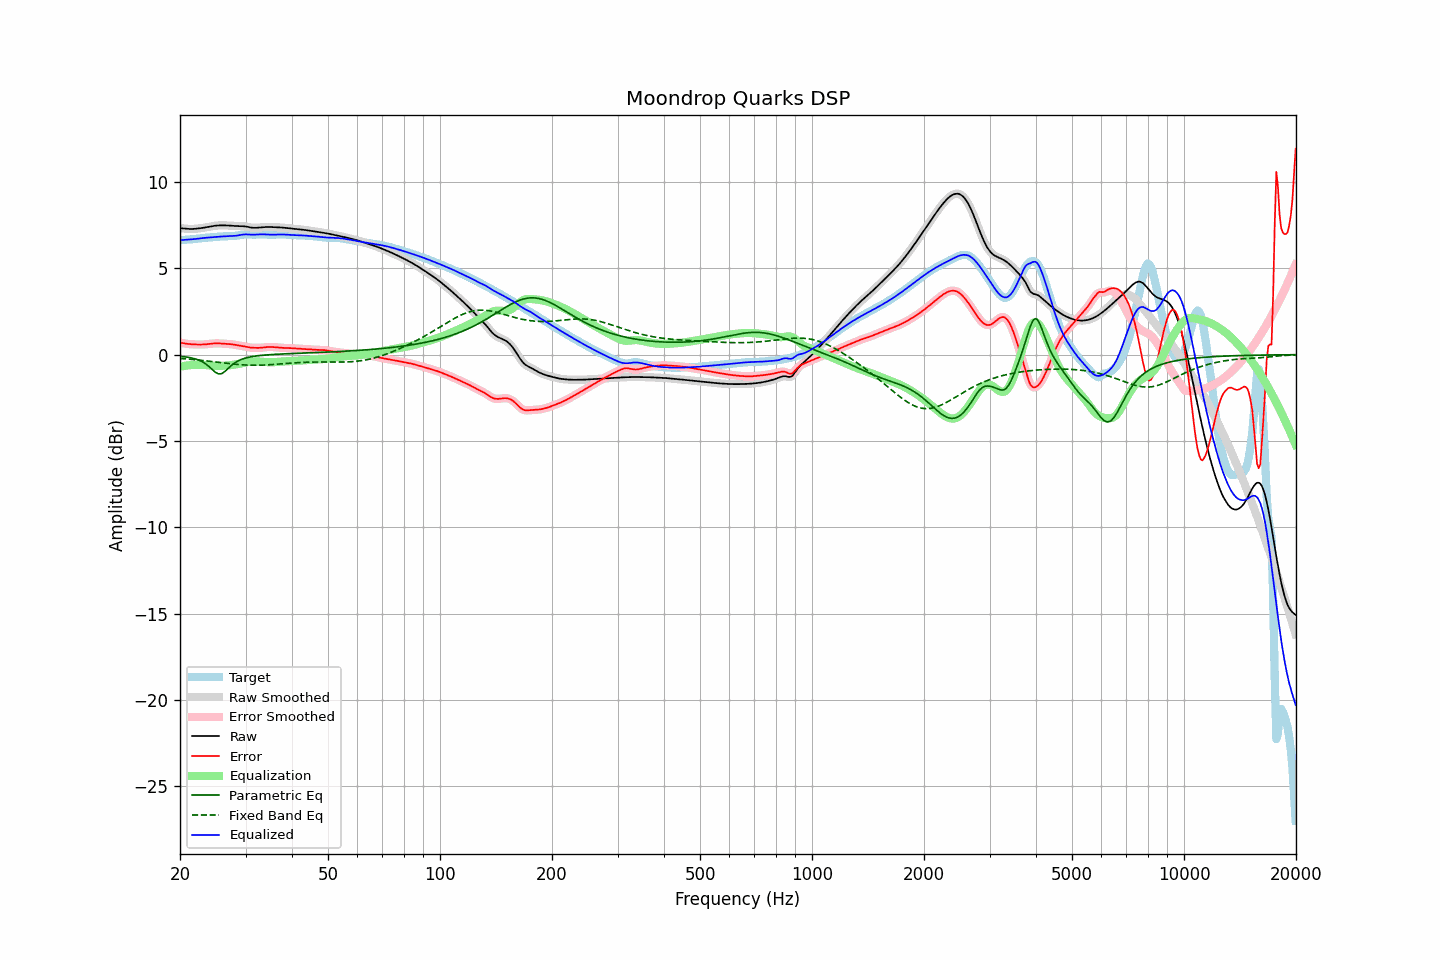 Moondrop Quarks DSP
Amplitude (dBr)
10
5
0
−5
−10
−15
−20
−25
Target
Raw Smoothed
Error Smoothed
Raw
Error
Equalization
Parametric Eq
Fixed Band Eq
Equalized
20 50 100 200 500 1000 2000 5000 10000 20000
Frequency (Hz)